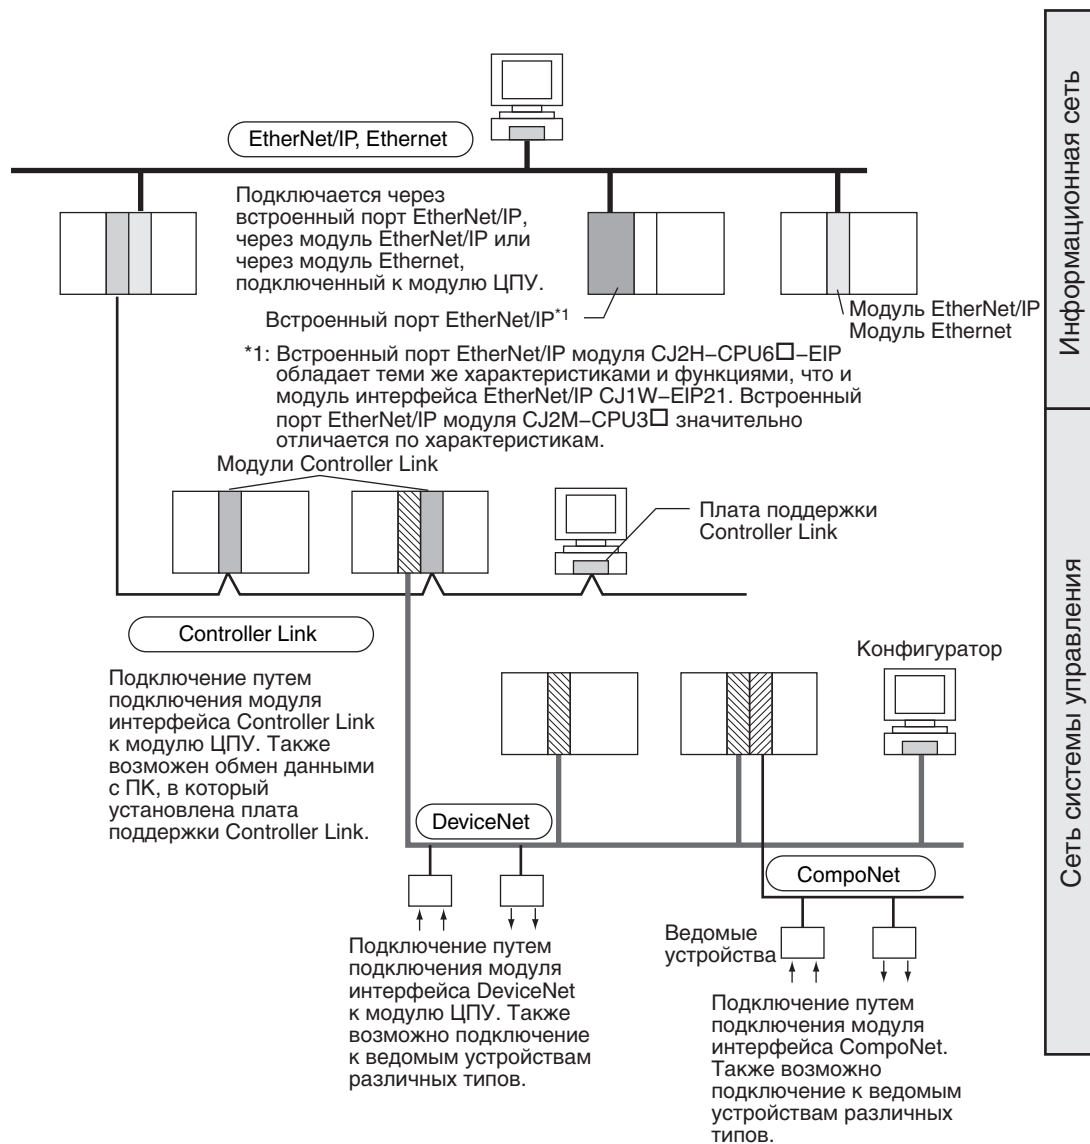 EtherNet/IP, Ethernet
Подключается через
встроенный порт EtherNet/IP,
через модуль EtherNet/IP или
через модуль Ethernet,
подключенный к модулю ЦПУ.
Встроенный порт EtherNet/IP*1
Модуль EtherNet/IP
Модуль Ethernet
*1: Встроенный порт EtherNet/IP модуля CJ2H–CPU6□–EIP
обладает теми же характеристиками и функциями, что и
модуль интерфейса EtherNet/IP CJ1W–EIP21. Встроенный
порт EtherNet/IP модуля CJ2M–CPU3□ значительно
отличается по характеристикам.
Информационная сеть
Модули Controller Link
Плата поддержки
Controller Link
Controller Link
Подключение путем
подключения модуля
интерфейса Controller Link
к модулю ЦПУ. Также
возможен обмен данными
с ПК, в который
установлена плата
поддержки Controller Link.
Конфигуратор
DeviceNet
CompoNet
Подключение путем
подключения модуля
интерфейса DeviceNet
к модулю ЦПУ. Также
возможно подключение
к ведомым устройствам
различных типов.
Ведомые
устройства
Подключение путем
подключения модуля
интерфейса CompoNet.
Также возможно
подключение к ведомым
устройствам различных
типов.
Сеть системы управления